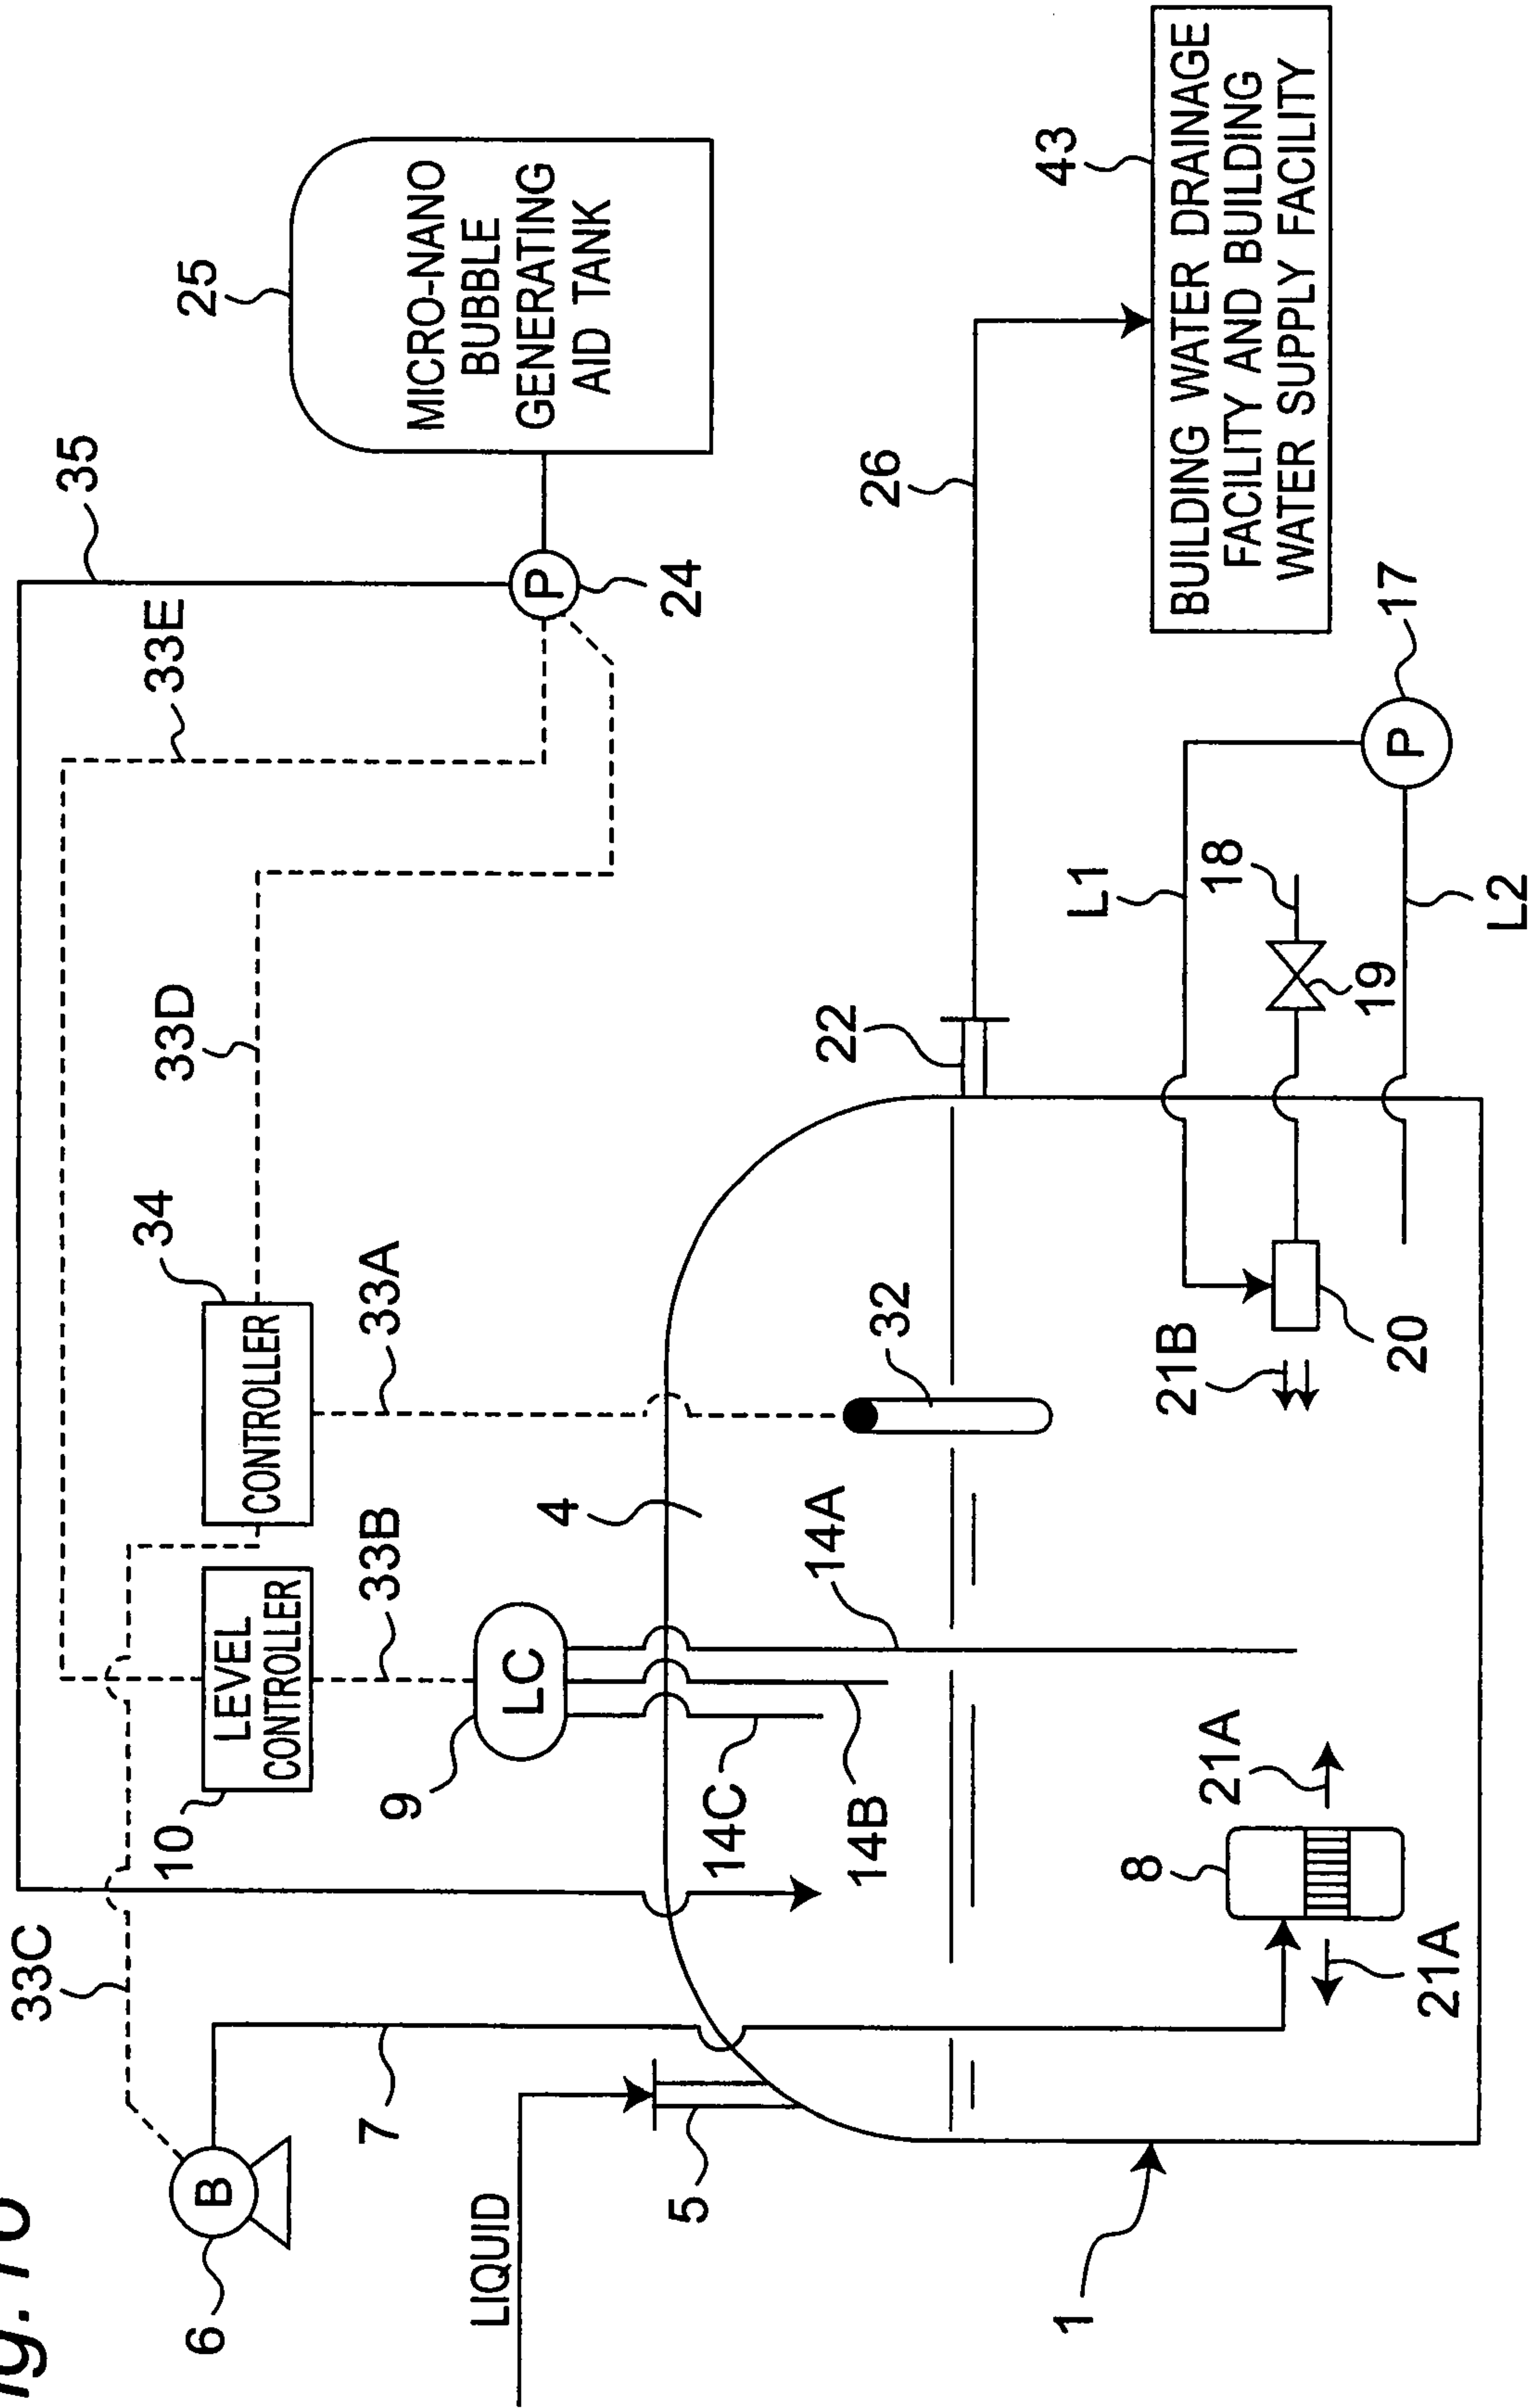 33C
35
33E
33D
34
10
6
LEVEL
CONTROLLER
CONTROLLER
25
B
33B
33A
7
9
LIQUID
LC
P
24
MICRO-NANO
BUBBLE
GENERATING
AID TANK
4
5
14C
14A
14B
32
22
26
43
1
8
21A
21A
21B
20
L1
18
19
L2
P
17
BUILDING WATER DRAINAGE
FACILITY AND BUILDING
WATER SUPPLY FACILITY